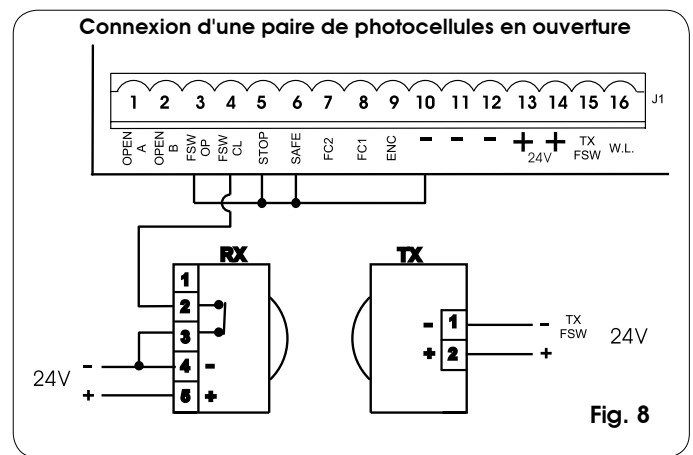 Connexion d'une paire de photocellules en ouverture
1 2 3 4 5 6 7 8 9 10 11 12 13 14 15 16 J1
OPEN A
OPEN B
FSW OP
FSW CL
STOP
SAFE
FC2
FC1
ENC
- - -
+ +
24V
TX FSW
W.L.
RX
1
2
3
4 -
5 +
24V - +
TX
- 1
+ 2
- TX FSW
+
24V
Fig. 8